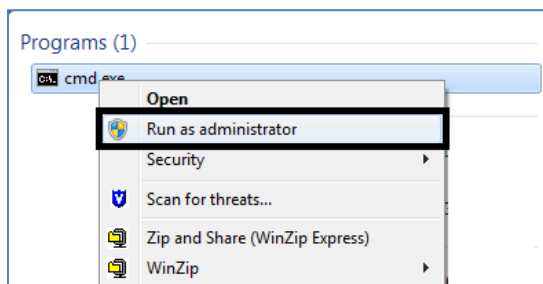 Programs (1)
cmd.exe
Open
Run as administrator
Security
Scan for threats...
Zip and Share (WinZip Express)
WinZip